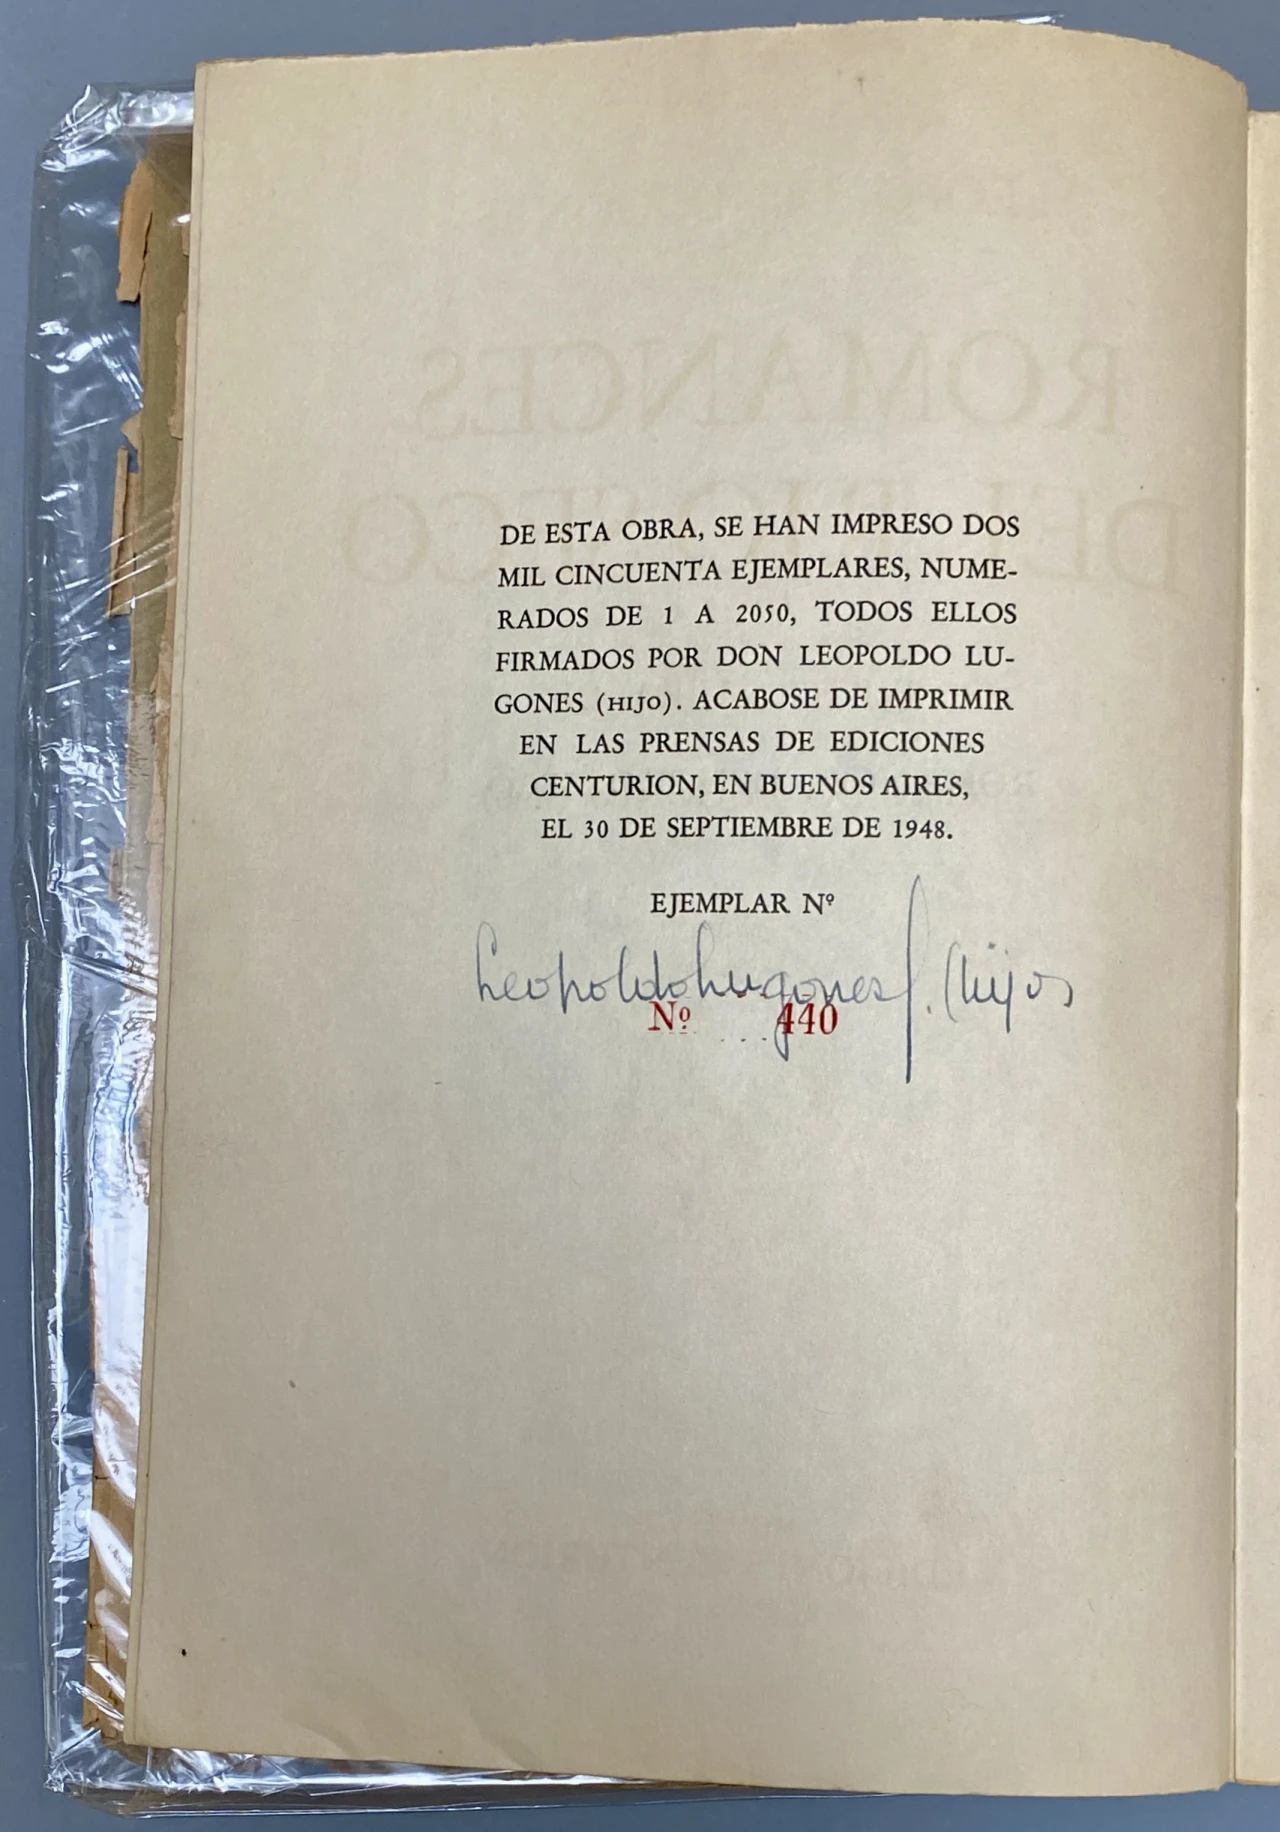 DE ESTA OBRA, SE HAN IMPRESO DOS
MIL CINCUENTA EJEMPLARES, NUME-
RADOS DE 1 A 2050, TODOS ELLOS
FIRMADOS POR DON LEOPOLDO LU-
GONES (HIJO). ACABOSE DE IMPRIMIR
EN LAS PRENSAS DE EDICIONES
CENTURION, EN BUENOS AIRES,
EL 30 DE SEPTIEMBRE DE 1948.
EJEMPLAR Nº
Leopoldo Lugones (hijo)
Nº 440
ROMANCES